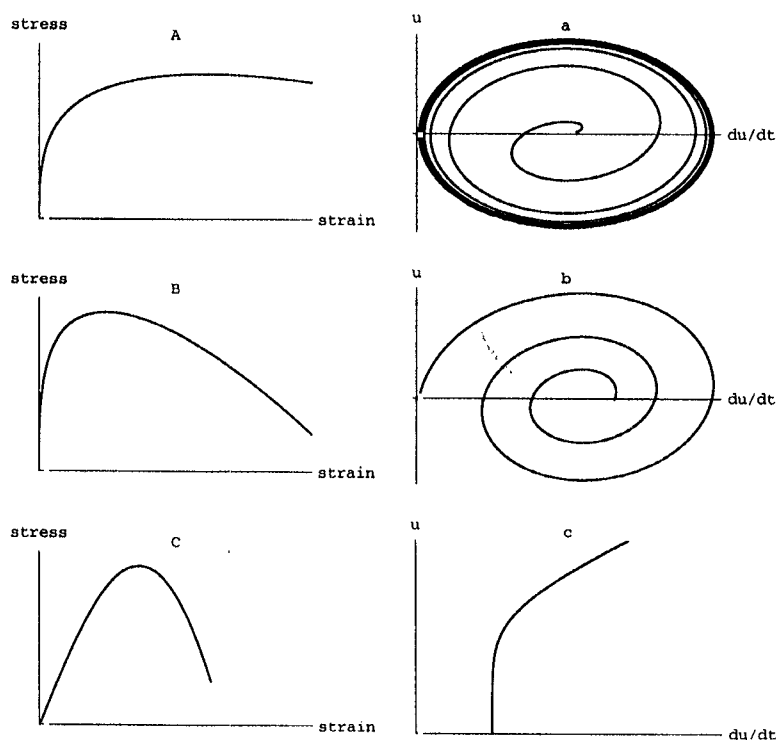 stress
A
strain
u
a
du/dt
stress
B
strain
u
b
du/dt
stress
C
strain
u
c
du/dt